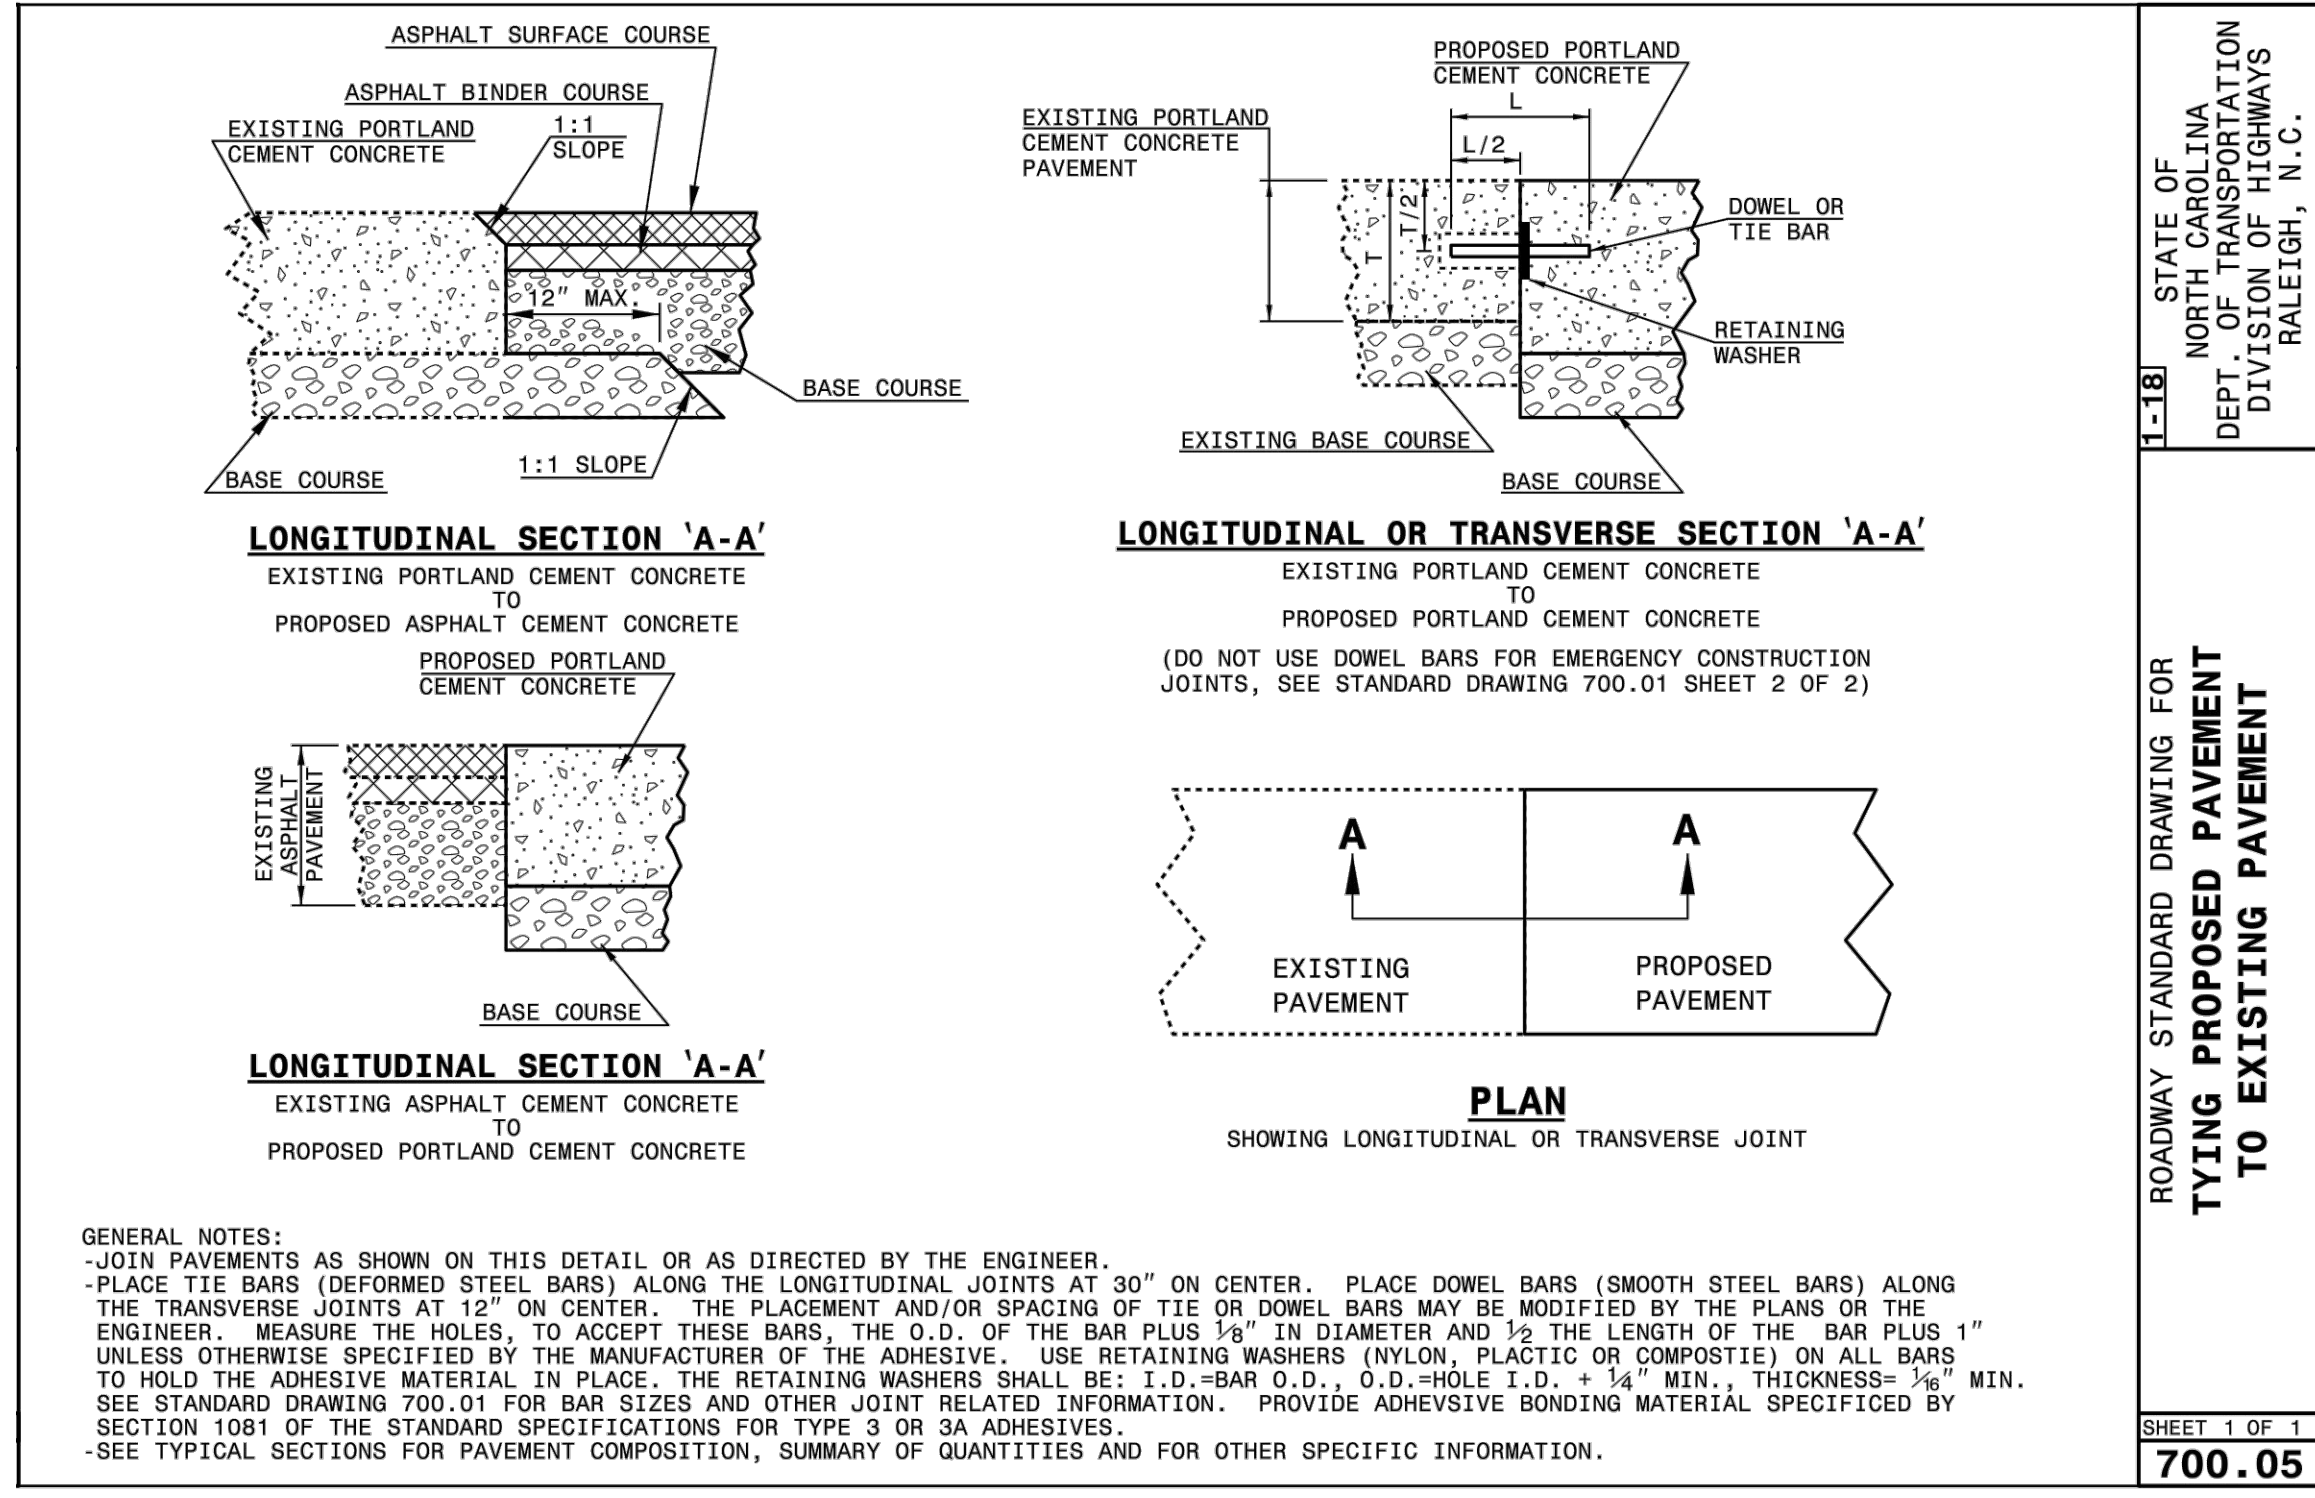 ASPHALT SURFACE COURSE
ASPHALT BINDER COURSE
EXISTING PORTLAND
CEMENT CONCRETE
1:1
SLOPE
12" MAX.
BASE COURSE
1:1 SLOPE
BASE COURSE
LONGITUDINAL SECTION 'A-A'
EXISTING PORTLAND CEMENT CONCRETE
TO
PROPOSED ASPHALT CEMENT CONCRETE
PROPOSED PORTLAND
CEMENT CONCRETE
L
L/2
EXISTING PORTLAND
CEMENT CONCRETE
PAVEMENT
T/2
T
DOWEL OR
TIE BAR
RETAINING
WASHER
EXISTING BASE COURSE
BASE COURSE
LONGITUDINAL OR TRANSVERSE SECTION 'A-A'
EXISTING PORTLAND CEMENT CONCRETE
TO
PROPOSED PORTLAND CEMENT CONCRETE
(DO NOT USE DOWEL BARS FOR EMERGENCY CONSTRUCTION
JOINTS, SEE STANDARD DRAWING 700.01 SHEET 2 OF 2)
PROPOSED PORTLAND
CEMENT CONCRETE
EXISTING
ASPHALT
PAVEMENT
BASE COURSE
LONGITUDINAL SECTION 'A-A'
EXISTING ASPHALT CEMENT CONCRETE
TO
PROPOSED PORTLAND CEMENT CONCRETE
A
A
EXISTING
PAVEMENT
PROPOSED
PAVEMENT
PLAN
SHOWING LONGITUDINAL OR TRANSVERSE JOINT
GENERAL NOTES:
-JOIN PAVEMENTS AS SHOWN ON THIS DETAIL OR AS DIRECTED BY THE ENGINEER.
-PLACE TIE BARS (DEFORMED STEEL BARS) ALONG THE LONGITUDINAL JOINTS AT 30" ON CENTER. PLACE DOWEL BARS (SMOOTH STEEL BARS) ALONG
THE TRANSVERSE JOINTS AT 12" ON CENTER. THE PLACEMENT AND/OR SPACING OF TIE OR DOWEL BARS MAY BE MODIFIED BY THE PLANS OR THE
ENGINEER. MEASURE THE HOLES, TO ACCEPT THESE BARS, THE O.D. OF THE BAR PLUS 1/8" IN DIAMETER AND 1/2 THE LENGTH OF THE BAR PLUS 1"
UNLESS OTHERWISE SPECIFIED BY THE MANUFACTURER OF THE ADHESIVE. USE RETAINING WASHERS (NYLON, PLACTIC OR COMPOSTIE) ON ALL BARS
TO HOLD THE ADHESIVE MATERIAL IN PLACE. THE RETAINING WASHERS SHALL BE: I.D.=BAR O.D., O.D.=HOLE I.D. + 1/4" MIN., THICKNESS= 1/16" MIN.
SEE STANDARD DRAWING 700.01 FOR BAR SIZES AND OTHER JOINT RELATED INFORMATION. PROVIDE ADHEVSIVE BONDING MATERIAL SPECIFICED BY
SECTION 1081 OF THE STANDARD SPECIFICATIONS FOR TYPE 3 OR 3A ADHESIVES.
-SEE TYPICAL SECTIONS FOR PAVEMENT COMPOSITION, SUMMARY OF QUANTITIES AND FOR OTHER SPECIFIC INFORMATION.
1-18
STATE OF
NORTH CAROLINA
DEPT. OF TRANSPORTATION
DIVISION OF HIGHWAYS
RALEIGH, N.C.
ROADWAY STANDARD DRAWING FOR
TYING PROPOSED PAVEMENT
TO EXISTING PAVEMENT
SHEET 1 OF 1
700.05